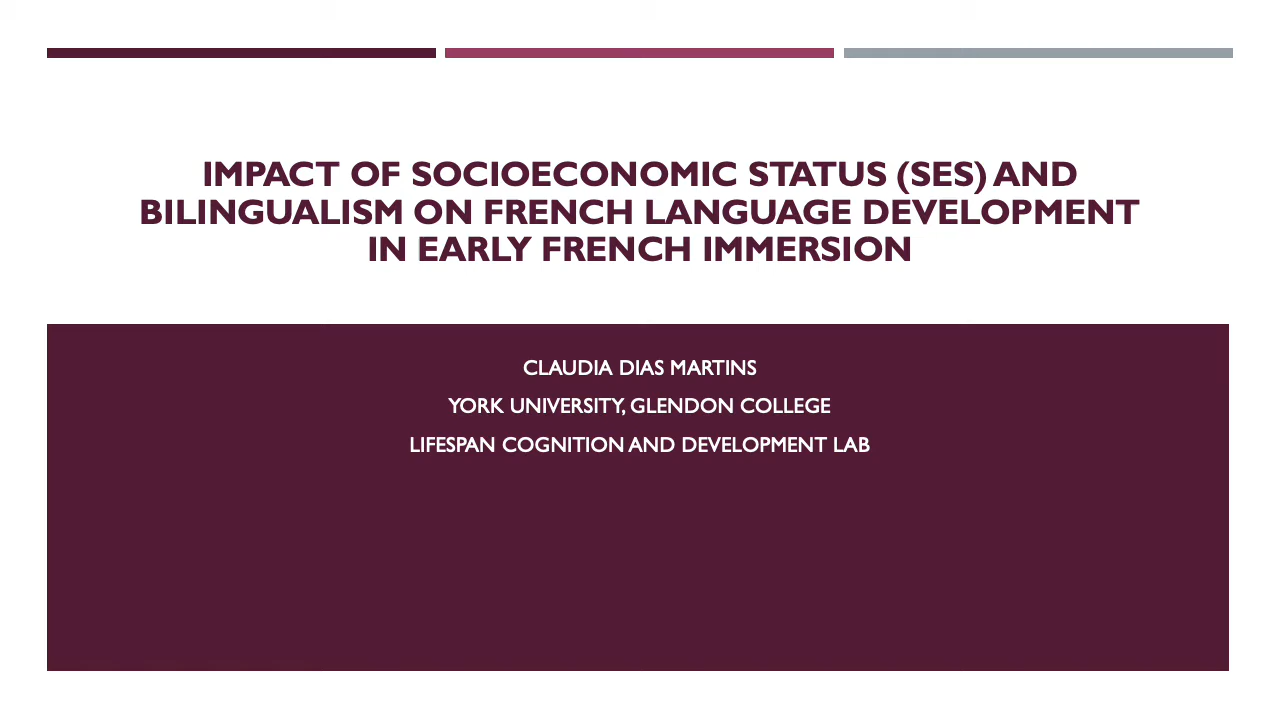 IMPACT OF SOCIOECONOMIC STATUS (SES) AND
BILINGUALISM ON FRENCH LANGUAGE DEVELOPMENT
IN EARLY FRENCH IMMERSION
CLAUDIA DIAS MARTINS
YORK UNIVERSITY, GLENDON COLLEGE
LIFESPAN COGNITION AND DEVELOPMENT LAB